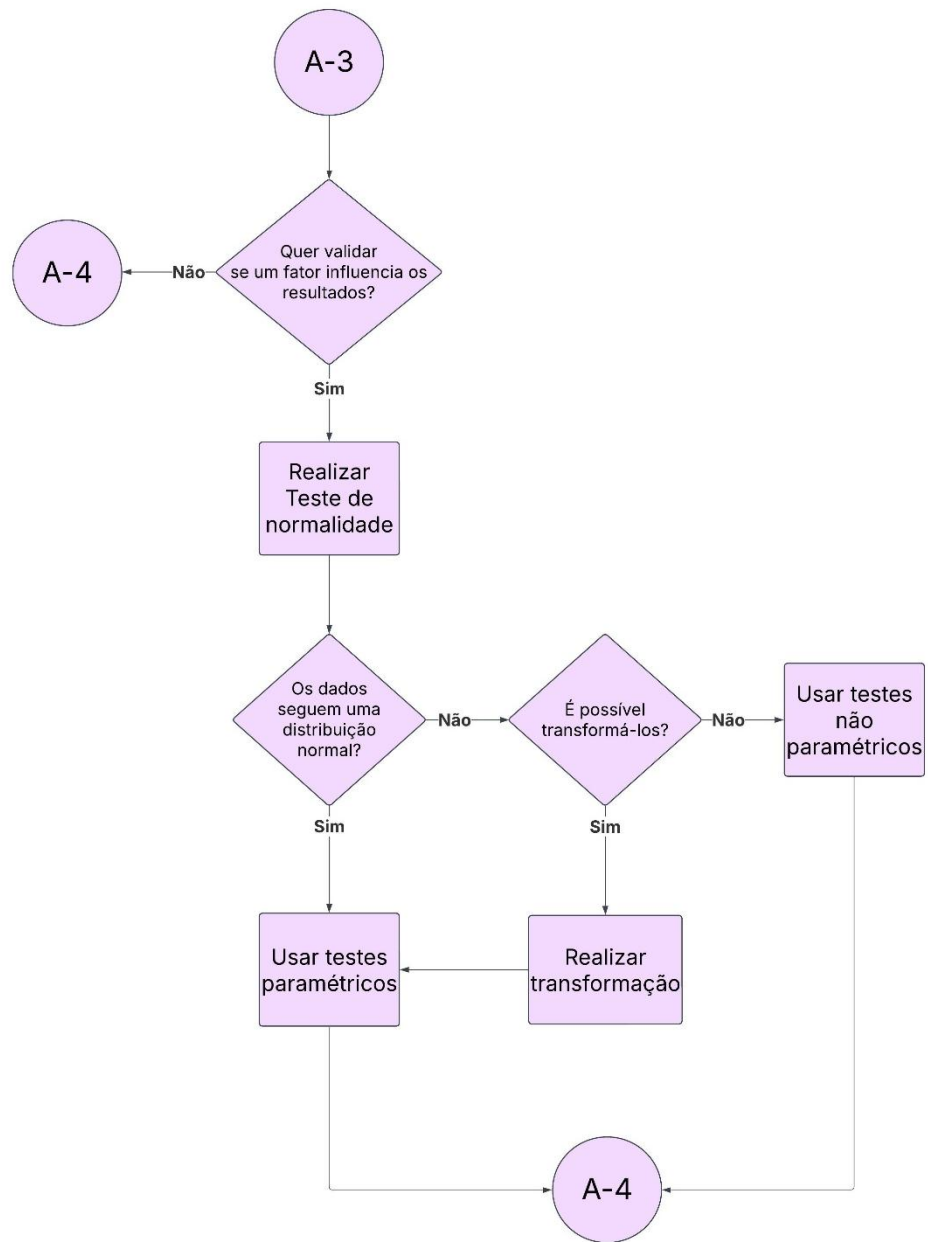 A-3
Quer validar
se um fator influencia os
resultados?
Não
A-4
Sim
Realizar
Teste de
normalidade
Os dados
seguem uma
distribuição
normal?
Não
É possível
transformá-los?
Não
Usar testes
não
paramétricos
Sim
Sim
Usar testes
paramétricos
Realizar
transformação
A-4